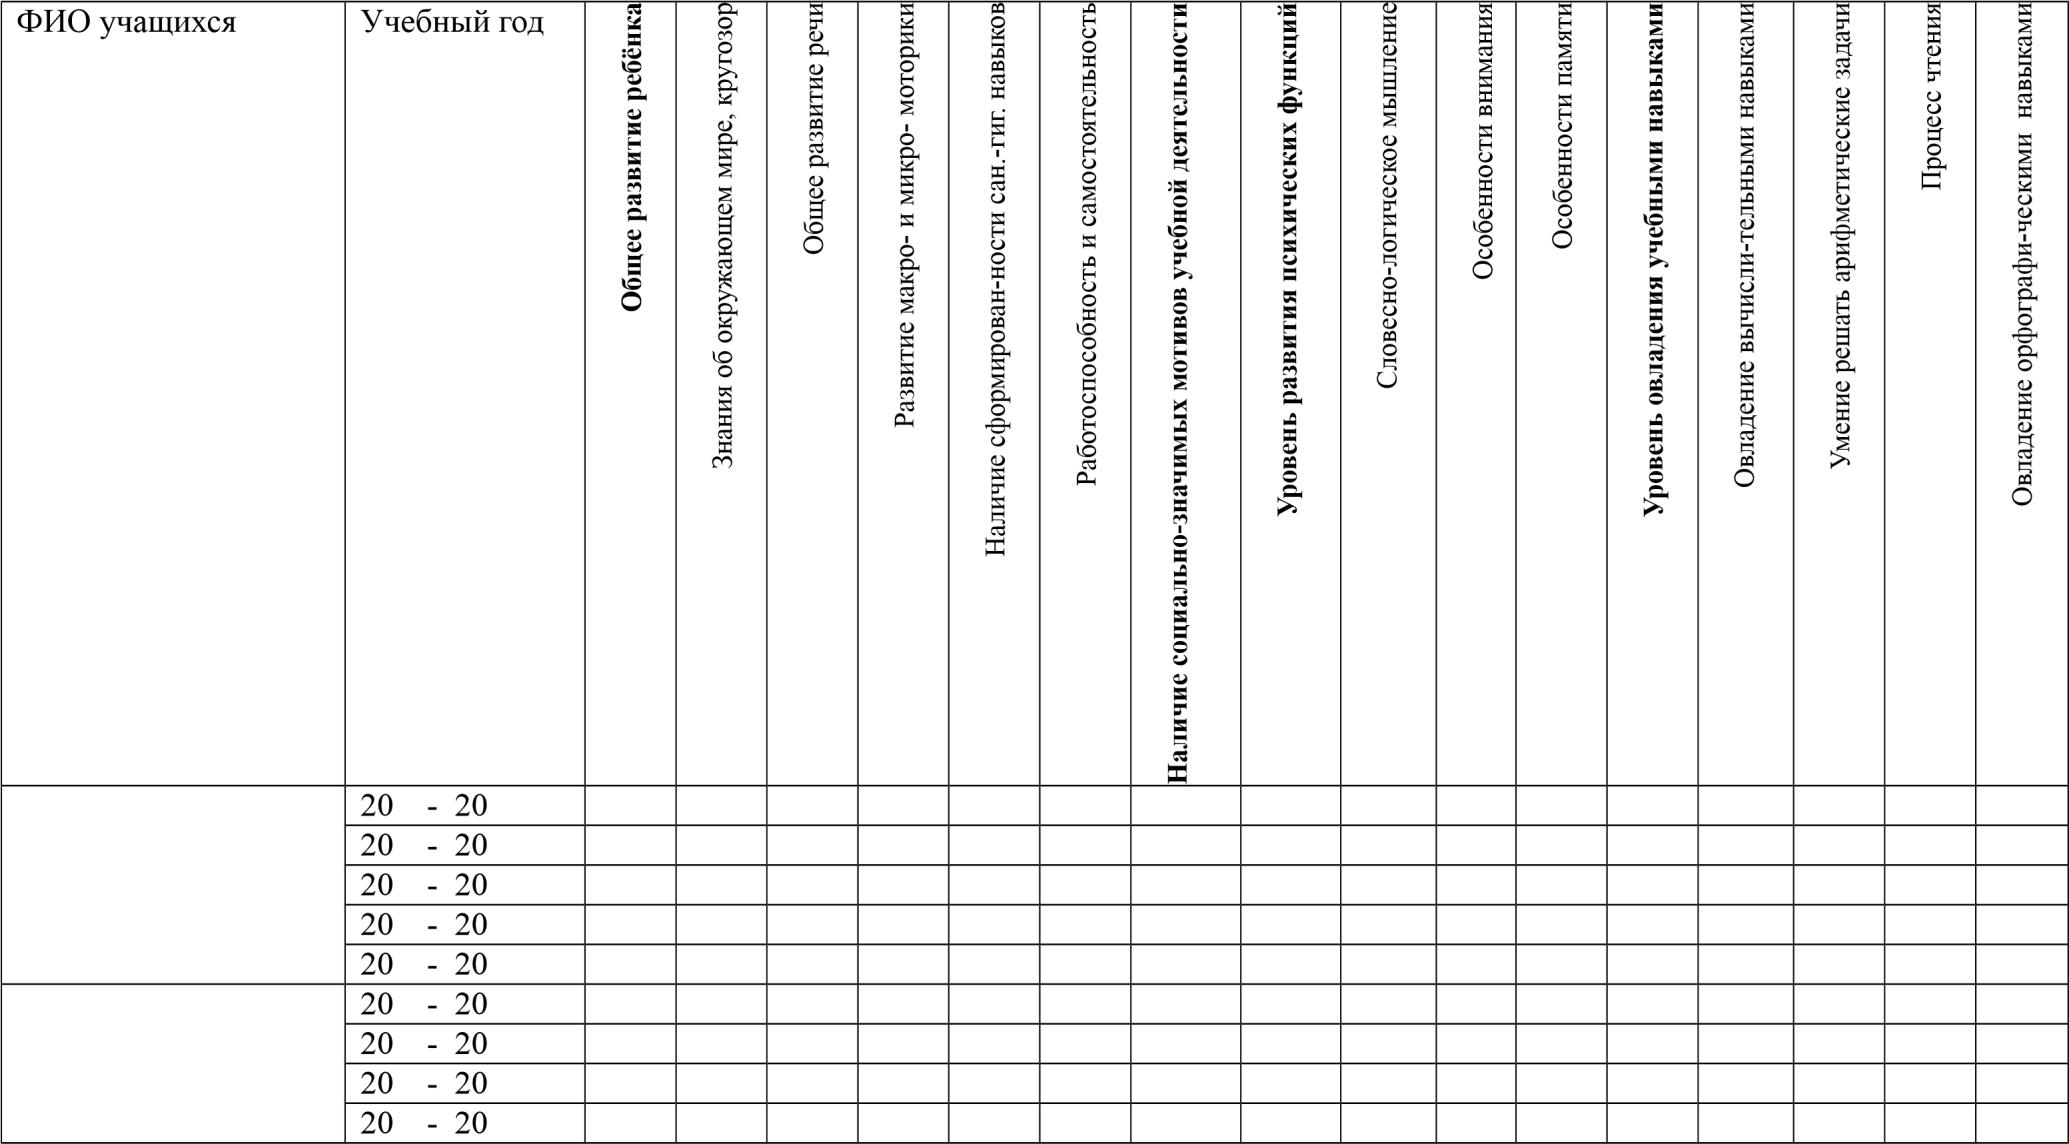 ФИО учащихся
Учебный год
Общее развитие ребёнка
Знания об окружающем мире, кругозор
Общее развитие речи
Развитие макро- и микро- моторики
Наличие сформирован-ности сан.-гиг. навыков
Работоспособность и самостоятельность
Наличие социально-значимых мотивов учебной деятельности
Уровень развития психических функций
Словесно-логическое мышление
Особенности внимания
Особенности памяти
Уровень овладения учебными навыками
Овладение вычисли-тельными навыками
Умение решать арифметические задачи
Процесс чтения
Овладение орфографи-ческими навыками
20 - 20
20 - 20
20 - 20
20 - 20
20 - 20
20 - 20
20 - 20
20 - 20
20 - 20